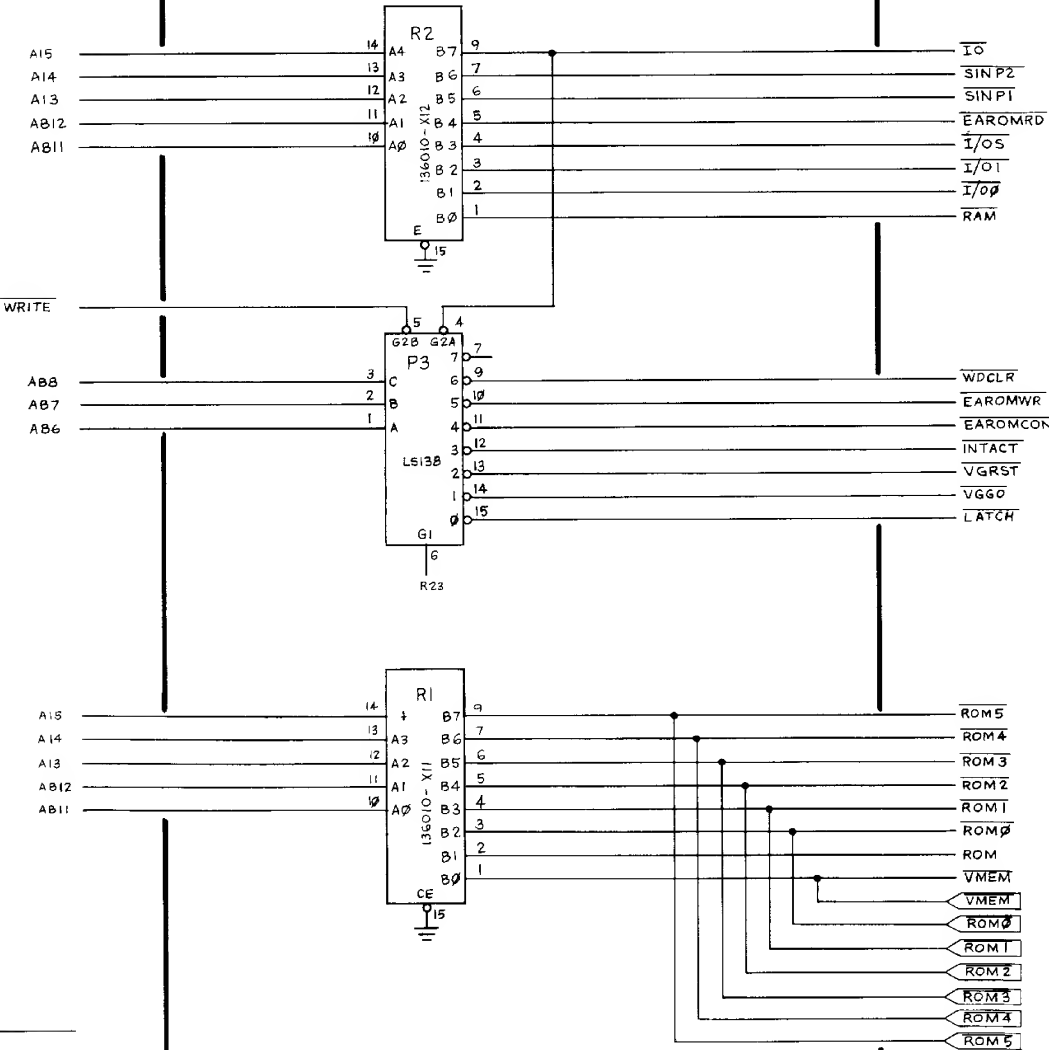 R2
A15 14 A4 B7 9 IO
A14 13 A3 B6 7 SINP2
A13 12 A2 B5 6 SINP1
AB12 11 A1 B4 5 EAROMRD
AB11 10 A0 B3 4 I/OS
136010-X12
B2 3 I/O1
B1 2 I/O0
B0 1 RAM
E
15
WRITE 5 4
G2B G2A
P3 7 7
AB8 3 C 6 9 WDCLR
AB7 2 B 5 10 EAROMWR
AB6 1 A 4 11 EAROMCON
3 12 INTACT
LS138
2 13 VGRST
1 14 VGGO
0 15 LATCH
G1
6
R23
R1
A15 14 B7 9 ROM5
A14 13 A3 B6 7 ROM4
A13 12 A2 B5 6 ROM3
AB12 11 A1 B4 5 ROM2
AB11 10 A0 B3 4 ROM1
136010-X11
B2 3 ROM0
B1 2 ROM
B0 1 VMEM
CE
15
VMEM
ROM0
ROM1
ROM2
ROM3
ROM4
ROM5